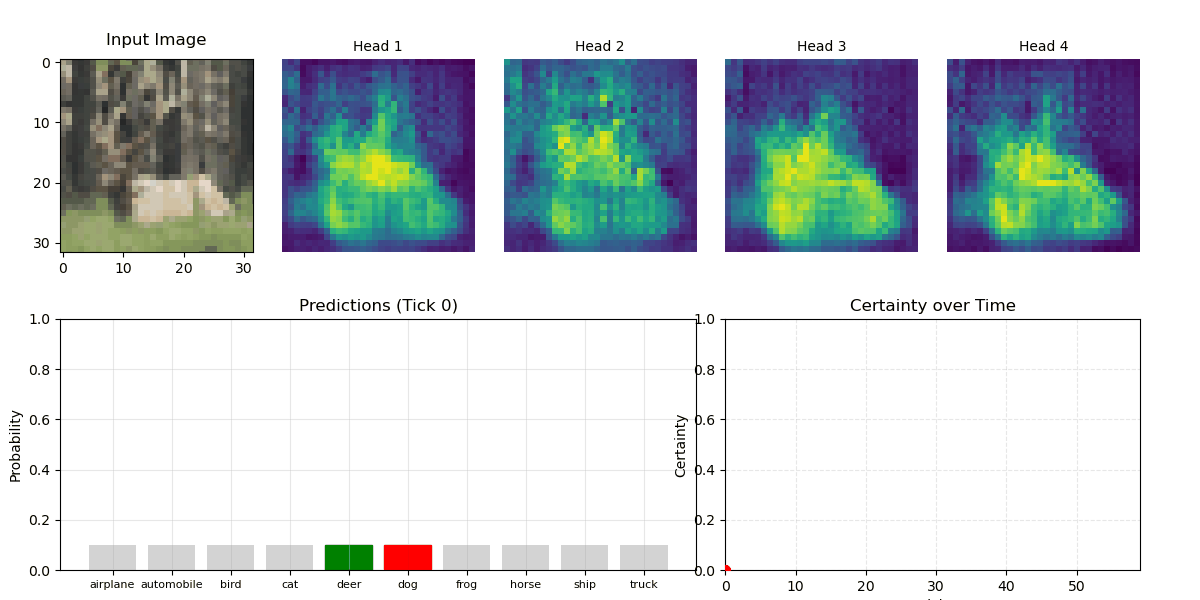 Input Image
Head 1
Head 2
Head 3
Head 4
0
10
20
30
0
10
20
30
Predictions (Tick 0)
Certainty over Time
Probability
1.0
0.8
0.6
0.4
0.2
0.0
airplane
automobile
bird
cat
deer
dog
frog
horse
ship
truck
Certainty
1.0
0.8
0.6
0.4
0.2
0.0
0
10
20
30
40
50